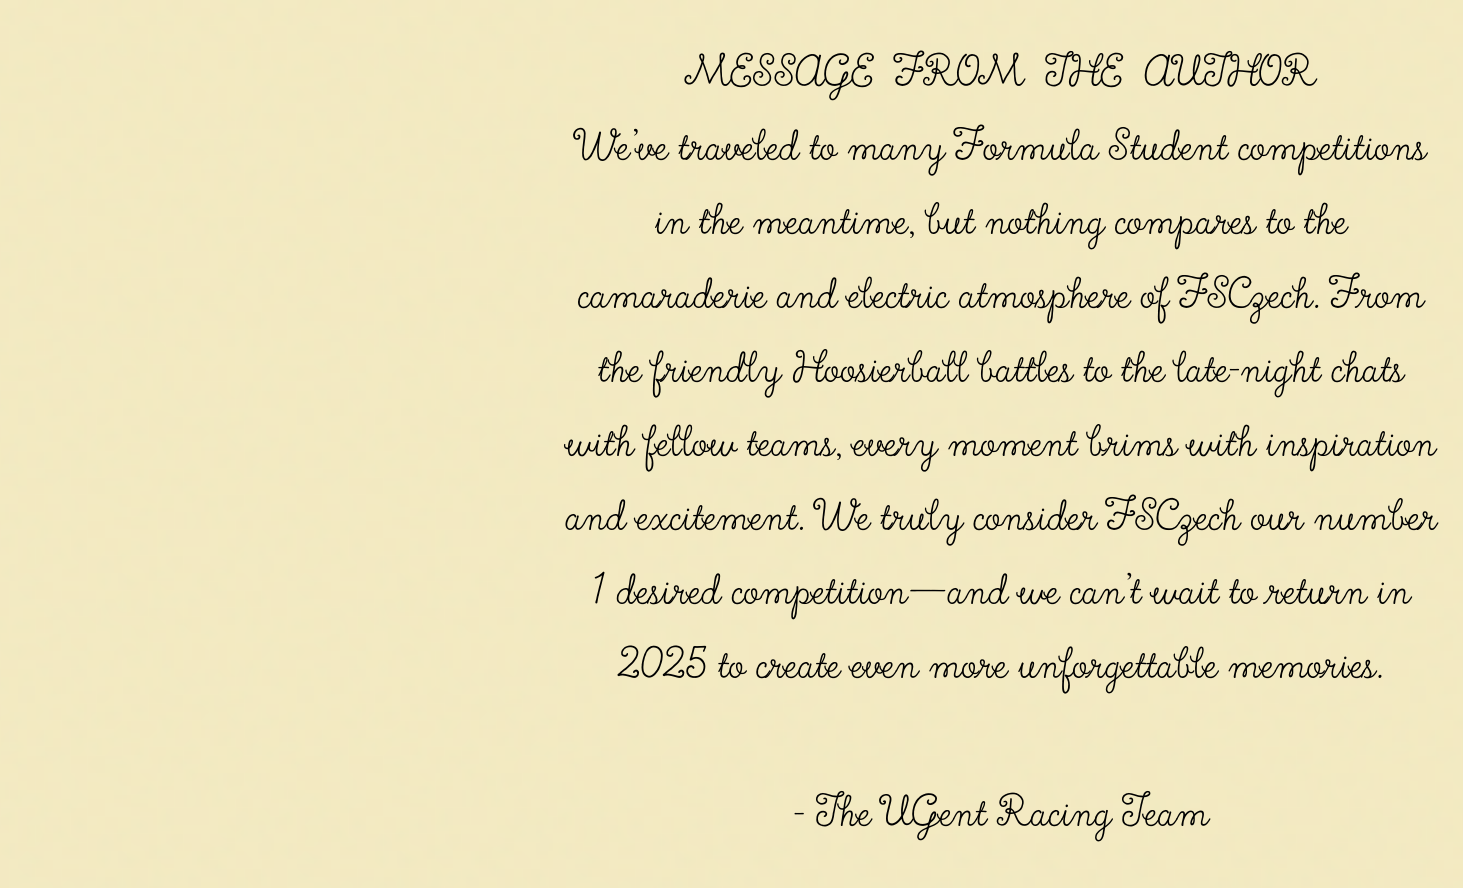 MESSAGE FROM THE AUTHOR
We've traveled to many Formula Student competitions
in the meantime, but nothing compares to the
camaraderie and electric atmosphere of FSCzech. From
the friendly Hoosierball battles to the late-night chats
with fellow teams, every moment brims with inspiration
and excitement. We truly consider FSCzech our number
1 desired competition—and we can't wait to return in
2025 to create even more unforgettable memories.
- The UGent Racing Team